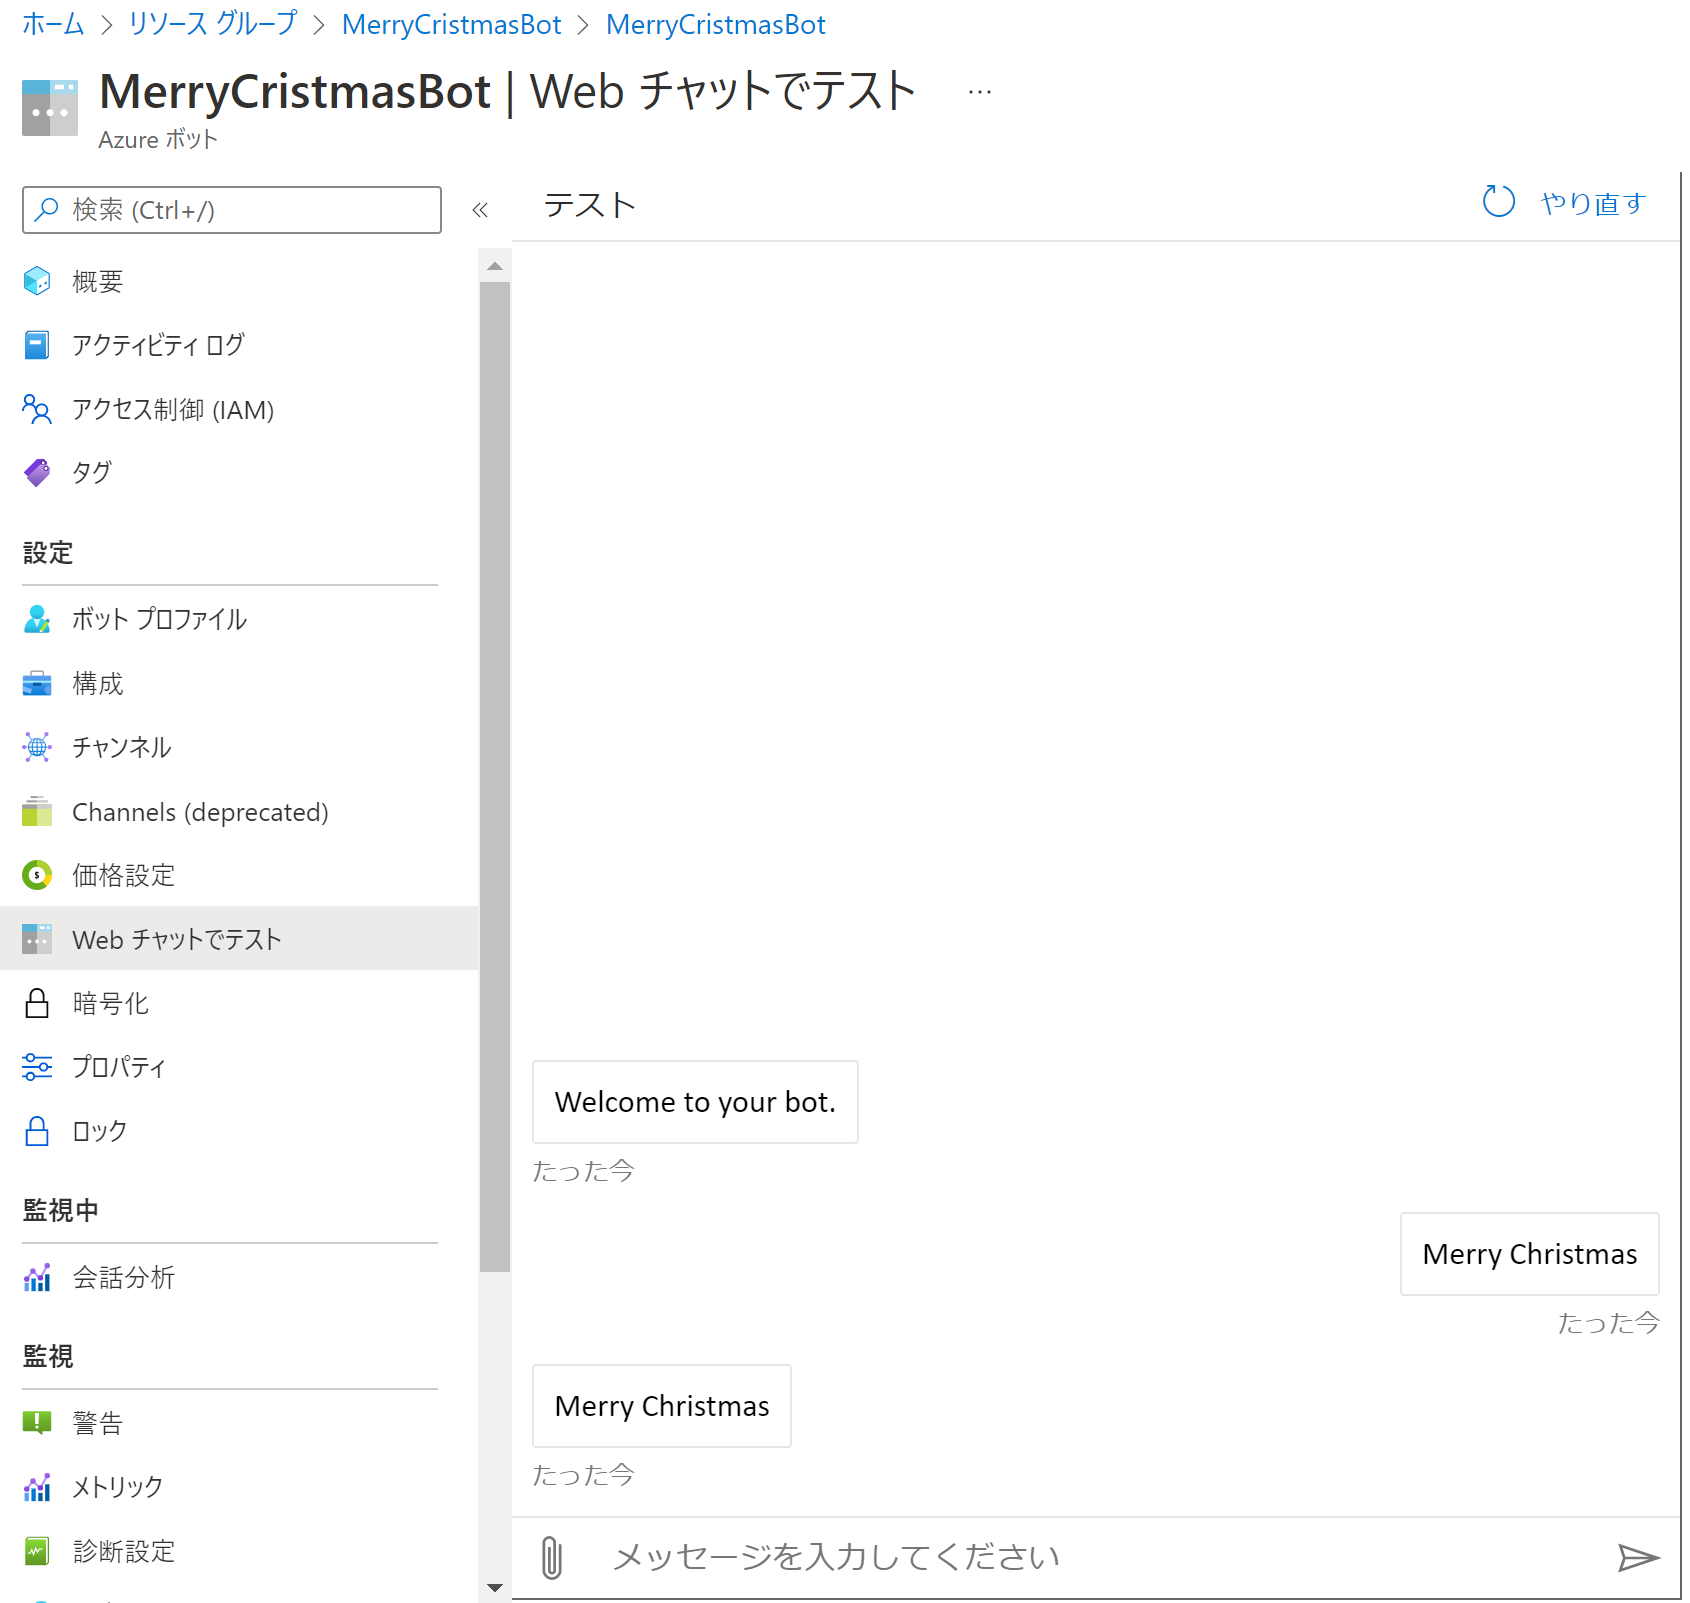 ホーム > リソース グループ > MerryCristmasBot > MerryCristmasBot
MerryCristmasBot | Web チャットでテスト …
Azure ボット
検索 (Ctrl+/)
«
概要
アクティビティ ログ
アクセス制御 (IAM)
タグ
設定
ボット プロファイル
構成
チャンネル
Channels (deprecated)
価格設定
Web チャットでテスト
暗号化
プロパティ
ロック
監視中
会話分析
監視
警告
メトリック
診断設定
テスト
やり直す
Welcome to your bot.
たった今
Merry Christmas
たった今
Merry Christmas
たった今
メッセージを入力してください